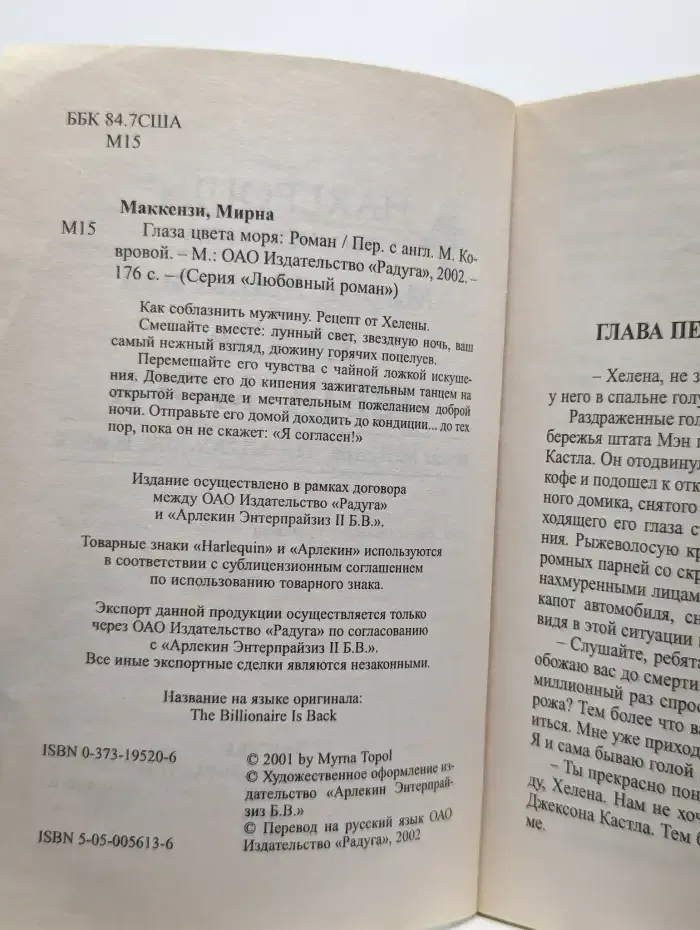 ББК 84.7США
М15
Маккензи, Мирна
М15
Глаза цвета моря: Роман / Пер. с англ. М. Ко-
вровой. – М.: ОАО Издательство «Радуга», 2002. –
176 с. – (Серия «Любовный роман»)
Как соблазнить мужчину. Рецепт от Хелены.
Смешайте вместе: лунный свет, звездную ночь, ваш
самый нежный взгляд, дюжину горячих поцелуев.
Перемешайте его чувства с чайной ложкой искуше-
ния. Доведите его до кипения зажигательным танцем на
открытой веранде и мечтательным пожеланием доброй
ночи. Отправьте его домой доходить до кондиции... до тех
пор, пока он не скажет: «Я согласен!»
Издание осуществлено в рамках договора
между ОАО Издательство «Радуга»
и «Арлекин Энтерпрайзиз II Б.В.».
Товарные знаки «Harlequin» и «Арлекин» используются
в соответствии с сублицензионным соглашением
по использованию товарного знака.
Экспорт данной продукции осуществляется только
через ОАО Издательство «Радуга» по согласованию
с «Арлекин Энтерпрайзиз II Б.В.».
Все иные экспортные сделки являются незаконными.
Название на языке оригинала:
The Billionaire Is Back
ISBN 0-373-19520-6
© 2001 by Myrna Topol
© Художественное оформление из-
дательство «Арлекин Энтерпрай-
зиз Б.В.»
ISBN 5-05-005613-6
© Перевод на русский язык ОАО
Издательство «Радуга», 2002
ГЛАВА ПЕ
– Хелена, не з
у него в спальне голу
Раздраженные гол
бережья штата Мэн п
Кастла. Он отодвинул
кофе и подошел к отк
ного домика, снятого
ходящего его глаза ст
ния. Рыжеволосую кр
ромных парней со скр
нахмуренными лицам
капот автомобиля, сн
видя в этой ситуации
– Слушайте, ребята
обожаю вас до смерти
миллионный раз спрос
рожа? Тем более что ва
иться. Мне уже приход
Я и сама бываю голой
– Ты прекрасно пон
ду, Хелена. Нам не хоч
Джексона Кастла. Тем б
ме.